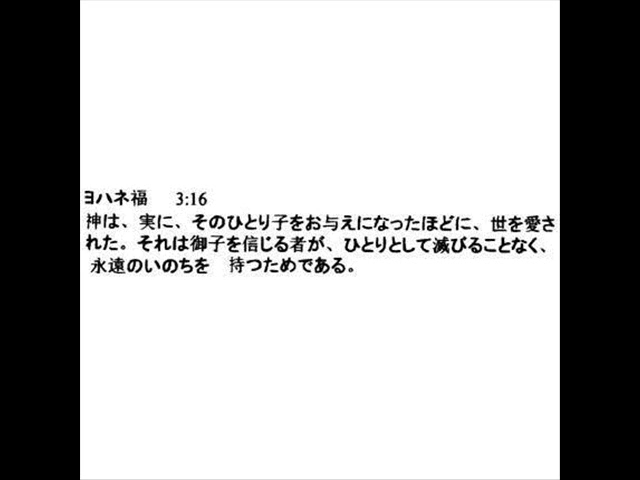 ヨハネ福　3:16
神は、実に、そのひとり子をお与えになったほどに、世を愛さ
れた。それは御子を信じる者が、ひとりとして滅びることなく、
永遠のいのちを　持つためである。